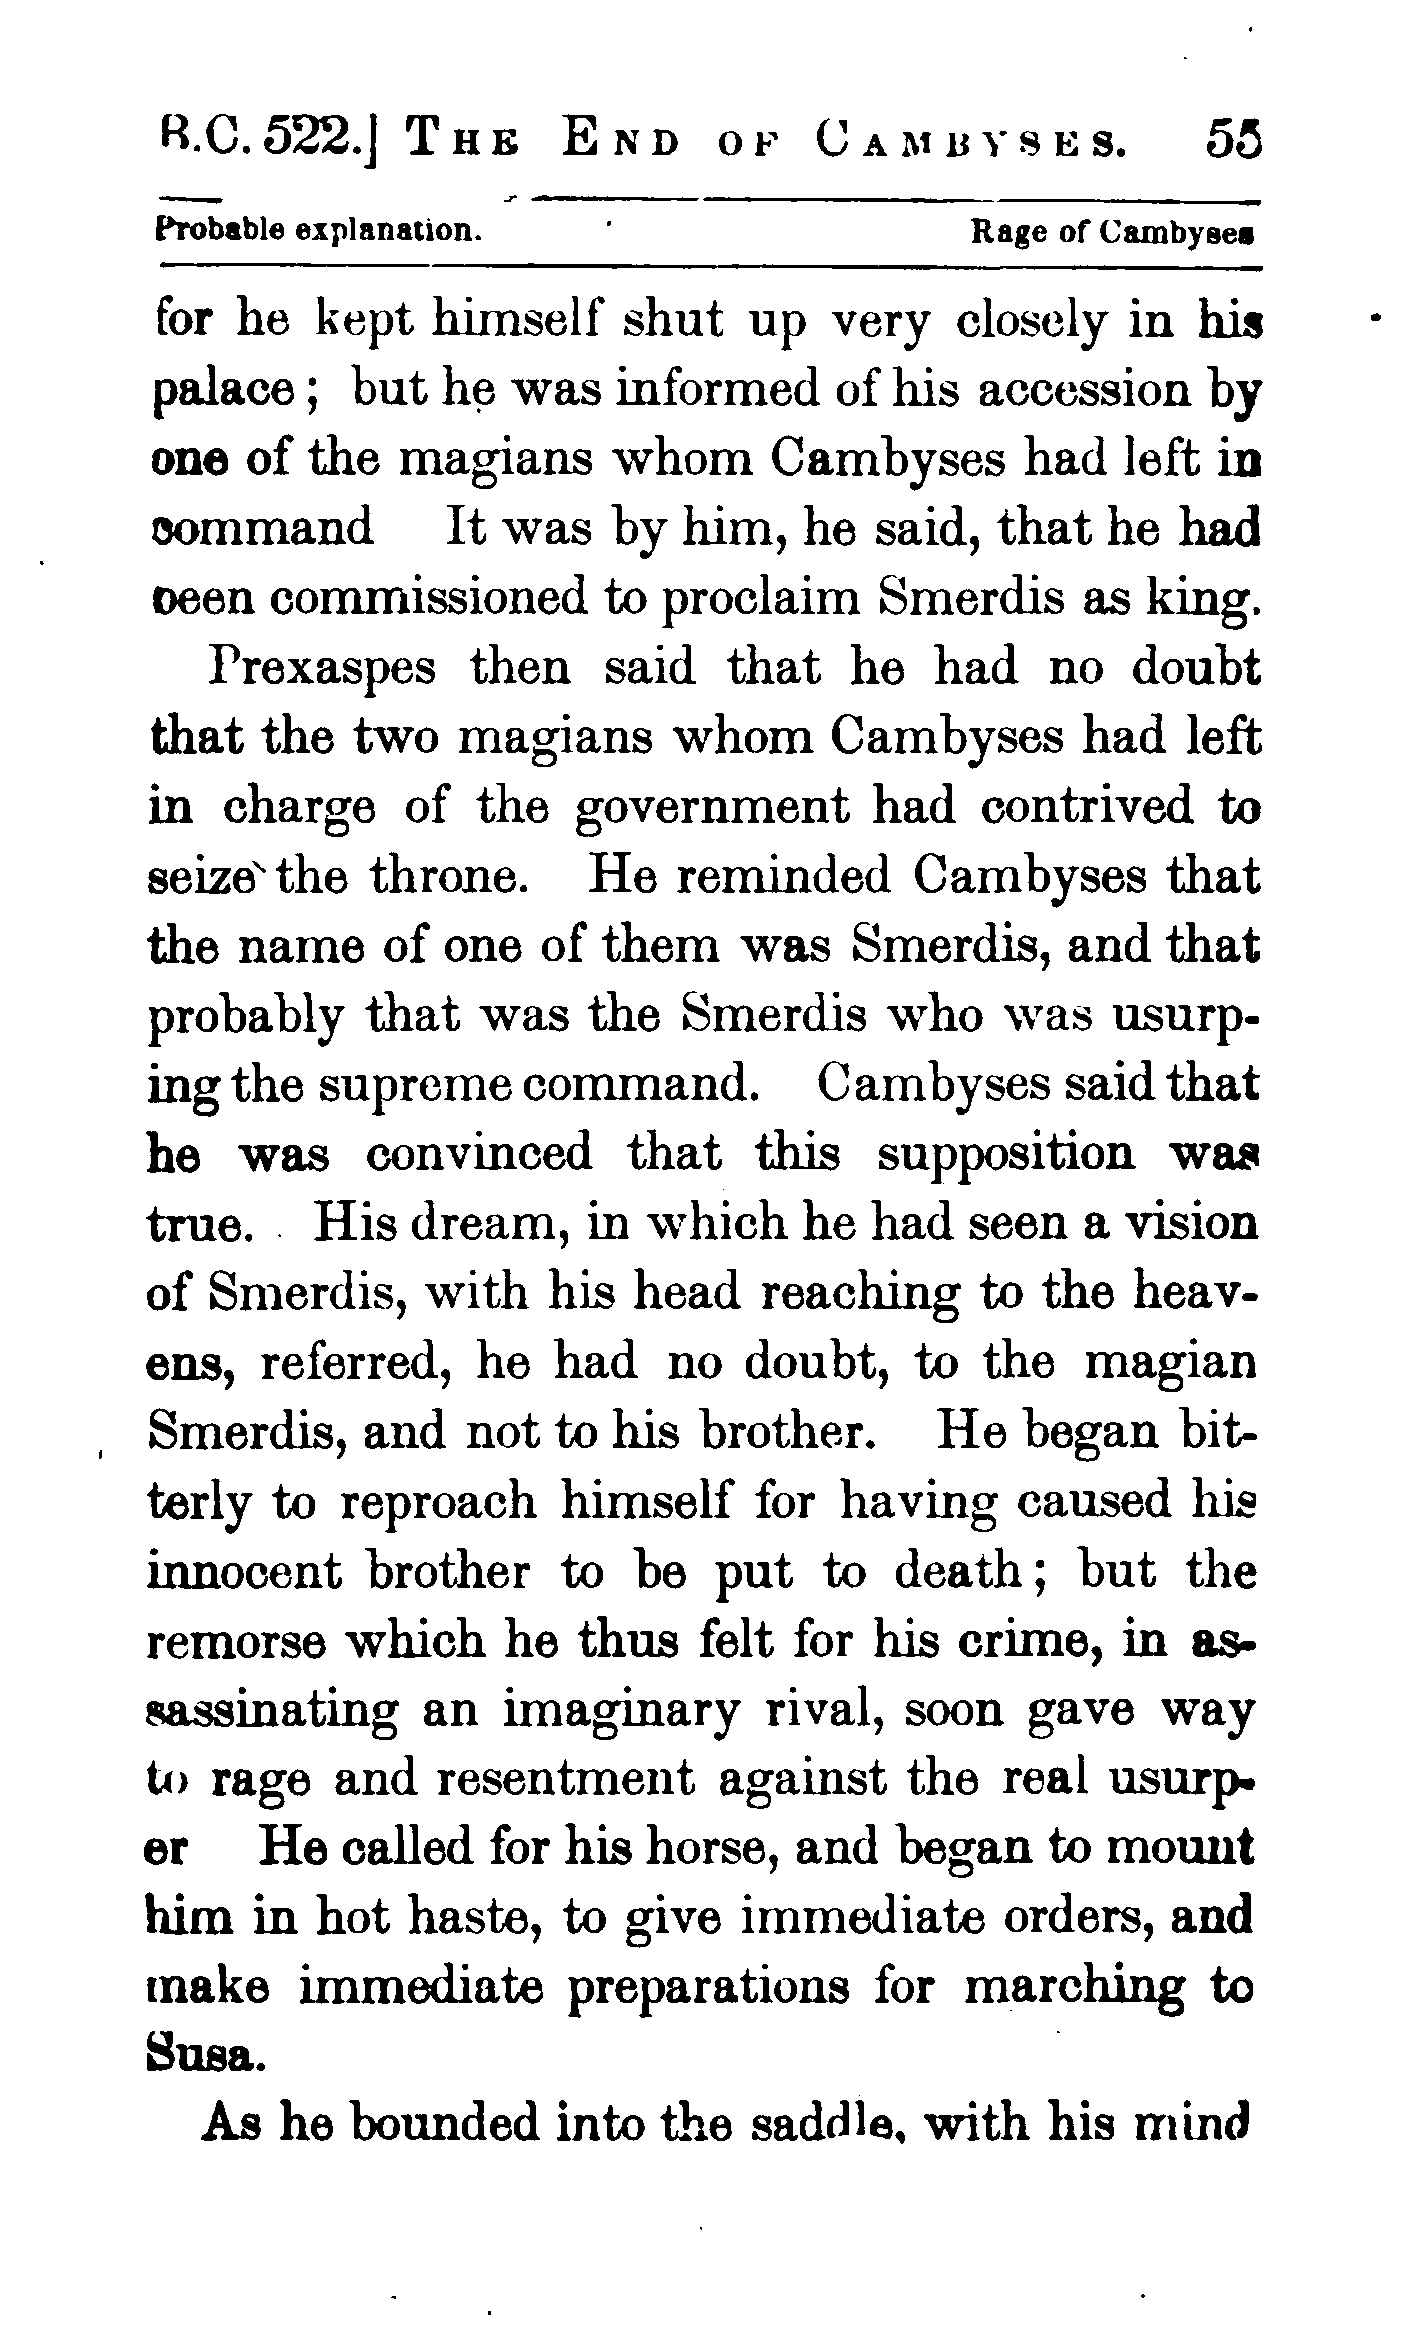 B.C. 522.] THE END OF CAMBYSES. 55
Probable explanation. Rage of Cambyses
for he kept himself shut up very closely in his
palace; but he was informed of his accession by
one of the magians whom Cambyses had left in
command It was by him, he said, that he had
been commissioned to proclaim Smerdis as king.
Prexaspes then said that he had no doubt
that the two magians whom Cambyses had left
in charge of the government had contrived to
seize the throne. He reminded Cambyses that
the name of one of them was Smerdis, and that
probably that was the Smerdis who was usurp-
ing the supreme command. Cambyses said that
he was convinced that this supposition was
true. His dream, in which he had seen a vision
of Smerdis, with his head reaching to the heav-
ens, referred, he had no doubt, to the magian
Smerdis, and not to his brother. He began bit-
terly to reproach himself for having caused his
innocent brother to be put to death; but the
remorse which he thus felt for his crime, in as-
sassinating an imaginary rival, soon gave way
to rage and resentment against the real usurp-
er He called for his horse, and began to mount
him in hot haste, to give immediate orders, and
make immediate preparations for marching to
Susa.
As he bounded into the saddle, with his mind